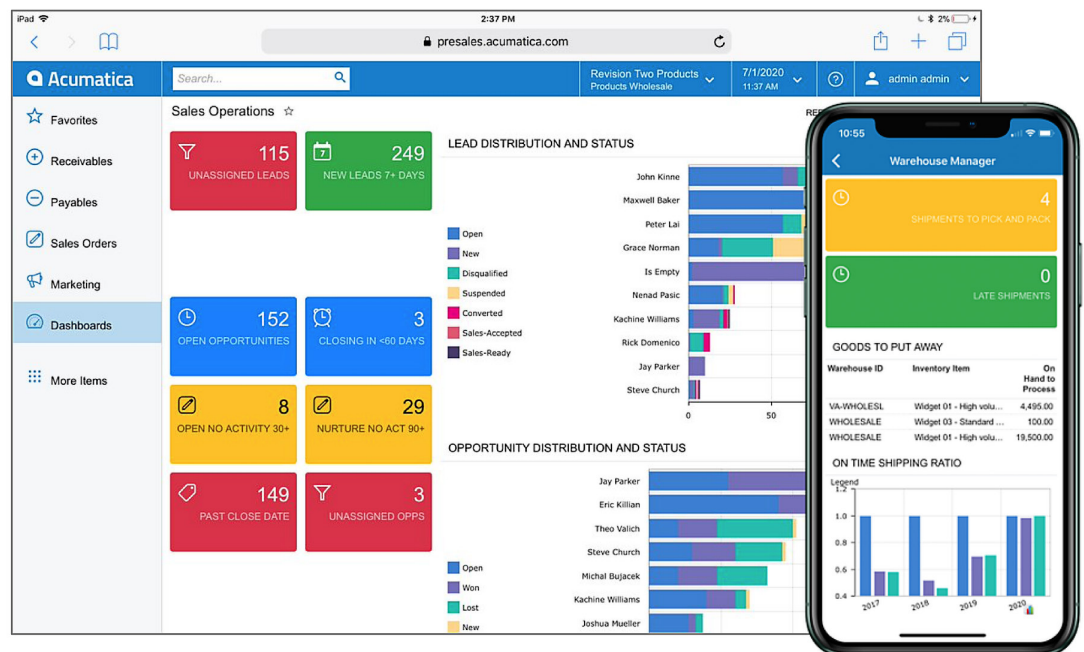 iPad
2:37 PM
2%
presales.acumatica.com
Acumatica
Search...
Revision Two Products
Products Wholesale
7/1/2020
11:37 AM
admin admin
Favorites
Receivables
Payables
Sales Orders
Marketing
Dashboards
More Items
Sales Operations
115
UNASSIGNED LEADS
7
249
NEW LEADS 7+ DAYS
152
OPEN OPPORTUNITIES
3
CLOSING IN <60 DAYS
8
OPEN NO ACTIVITY 30+
29
NURTURE NO ACT 90+
149
PAST CLOSE DATE
3
UNASSIGNED OPPS
LEAD DISTRIBUTION AND STATUS
Open
New
Disqualified
Suspended
Converted
Sales-Accepted
Sales-Ready
John Kinne
Maxwell Baker
Peter Lai
Grace Norman
Is Empty
Nenad Pasic
Kachine Williams
Rick Domenico
Jay Parker
Steve Church
0 50
OPPORTUNITY DISTRIBUTION AND STATUS
Open
Won
Lost
New
Jay Parker
Eric Killian
Theo Valich
Steve Church
Michal Bujacek
Kachine Williams
Joshua Mueller
10:55
Warehouse Manager
4
SHIPMENTS TO PICK AND PACK
0
LATE SHIPMENTS
GOODS TO PUT AWAY
Warehouse ID Inventory Item On
Hand to
Process
VA-WHOLESL Widget 01 - High volu... 4,495.00
WHOLESALE Widget 03 - Standard ... 100.00
WHOLESALE Widget 01 - High volu... 19,500.00
ON TIME SHIPPING RATIO
Legend
1.2
1.0
0.8
0.6
0.4
2017 2018 2019 2020